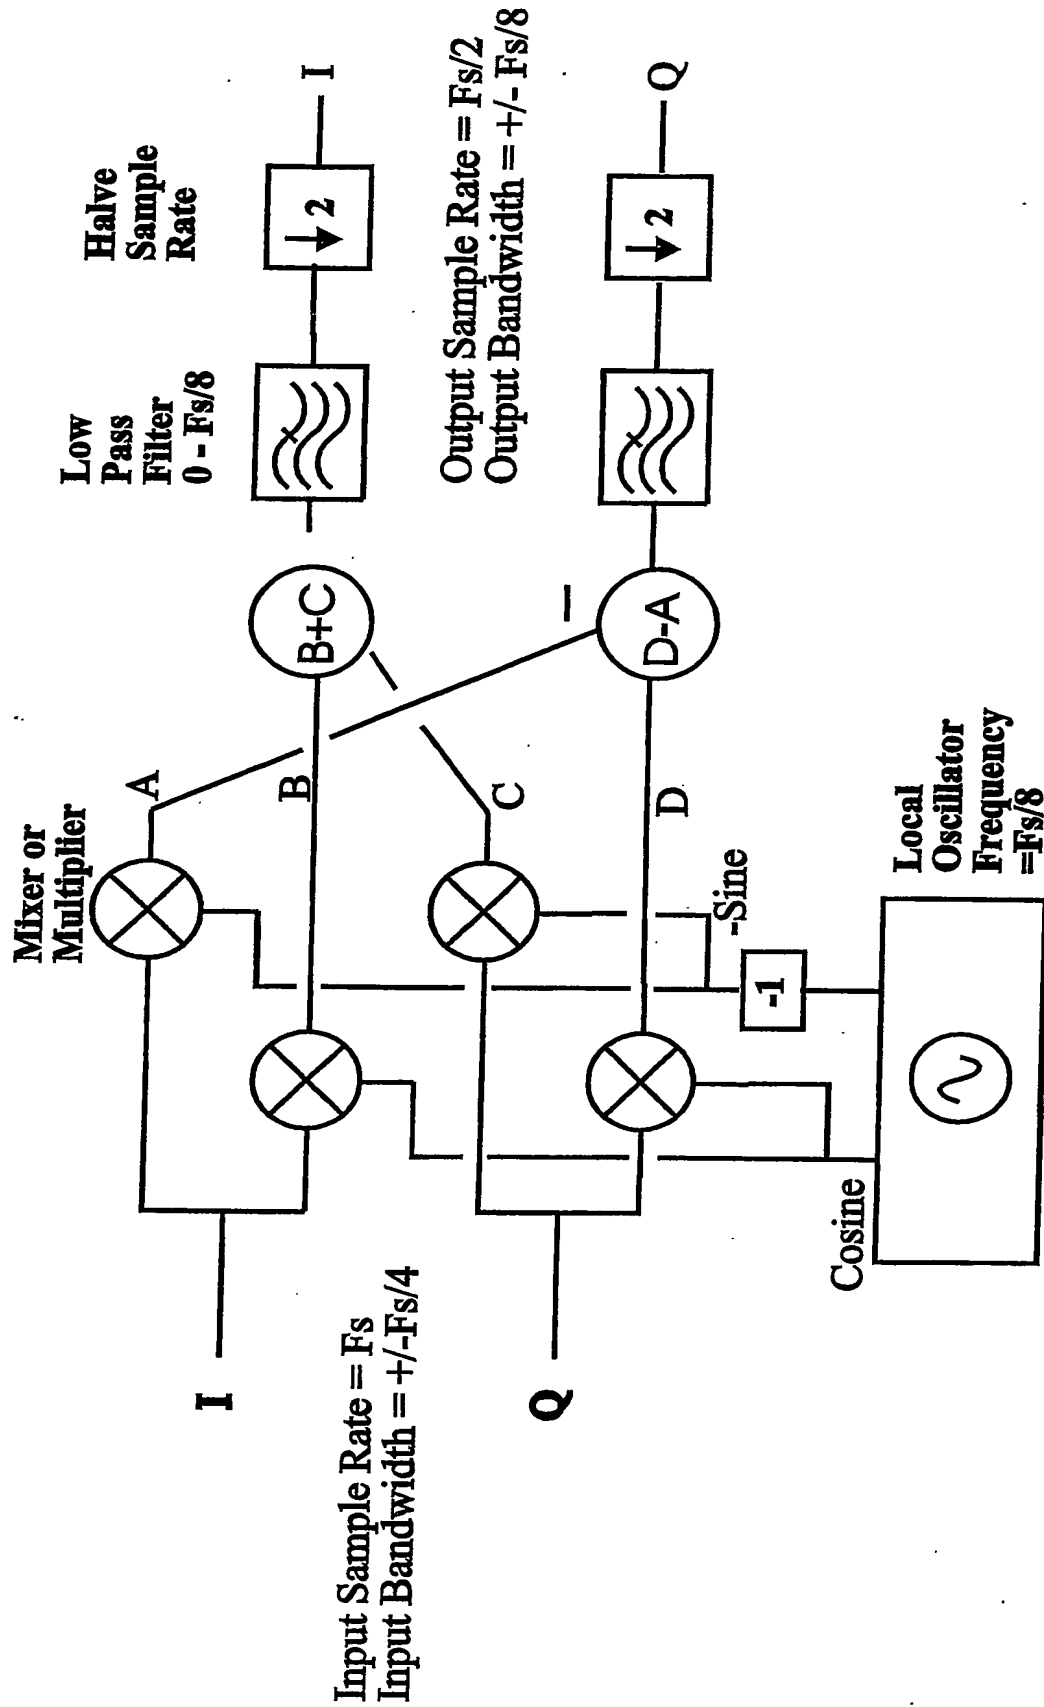 Mixer or
Multiplier
Low
Pass
Filter
0 - Fs/8
Halve
Sample
Rate
A
I
B
B+C
↓ 2
I
Input Sample Rate = Fs
Input Bandwidth = +/-Fs/4
Output Sample Rate = Fs/2
Output Bandwidth = +/- Fs/8
C
–
Q
D
D-A
↓ 2
Q
-Sine
-1
Cosine
Local
Oscillator
Frequency
=Fs/8